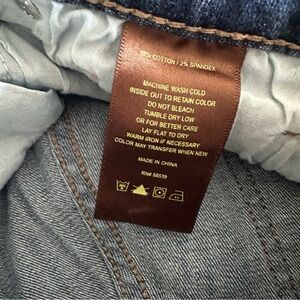 98% COTTON / 2% SPANDEX
MACHINE WASH COLD
INSIDE OUT TO RETAIN COLOR
DO NOT BLEACH
TUMBLE DRY LOW
OR FOR BETTER CARE
LAY FLAT TO DRY
WARM IRON IF NECESSARY
COLOR MAY TRANSFER WHEN NEW
MADE IN CHINA
RN# 58539